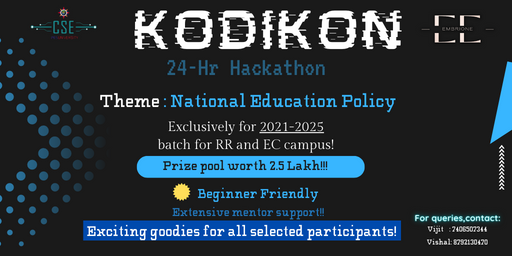 CSE
KODIKON
EMBRIONE
24-Hr Hackathon
Theme : National Education Policy
Exclusively for 2021-2025
batch for RR and EC campus!
Prize pool worth 2.5 Lakh!!!
Beginner Friendly
Extensive mentor support!!
Exciting goodies for all selected participants!
For queries,contact:
Vijit :7406507344
Vishal:8792130470